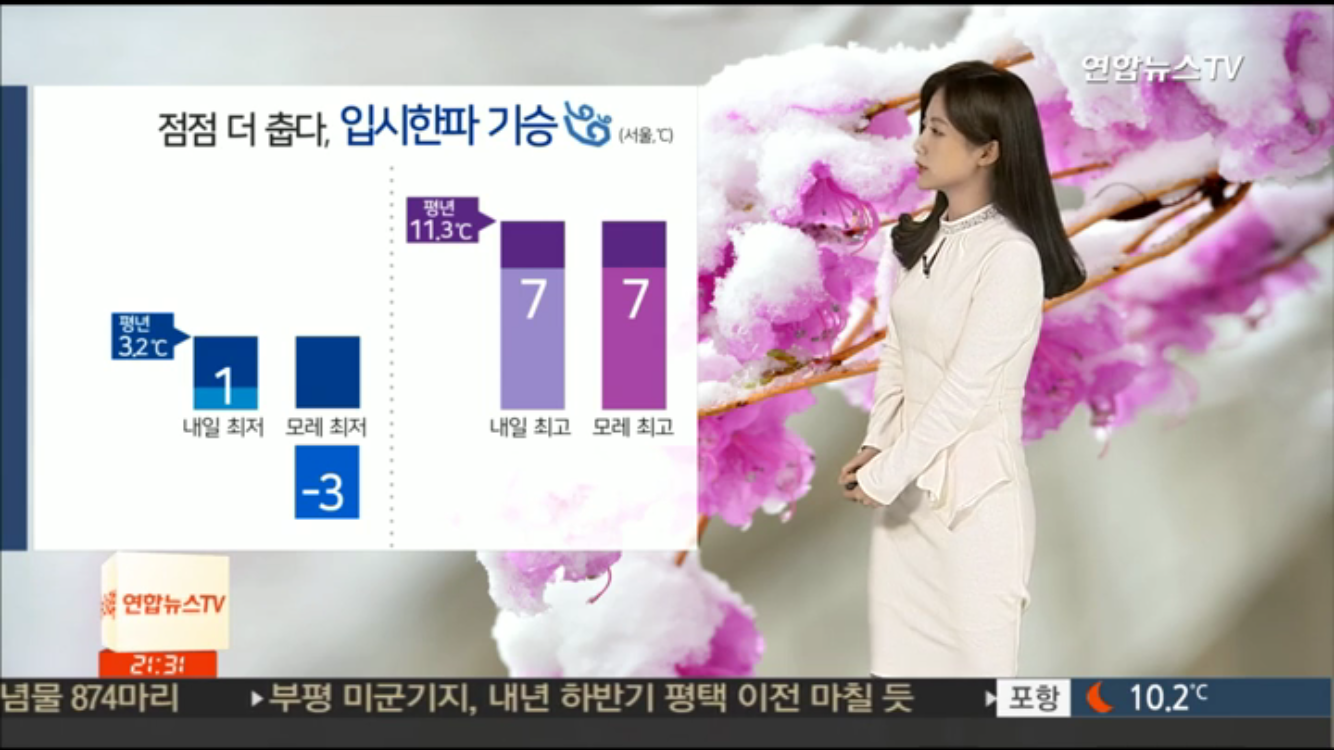 연합뉴스TV
점점 더 춥다, 입시한파 기승 (서울,℃)
평년
11.3℃
7
7
평년
3.2℃
1
내일 최저
모레 최저
내일 최고
모레 최고
-3
연합뉴스TV
21:31
념물 874마리 ▶부평 미군기지, 내년 하반기 평택 이전 마칠 듯 ▶
포항 10.2℃